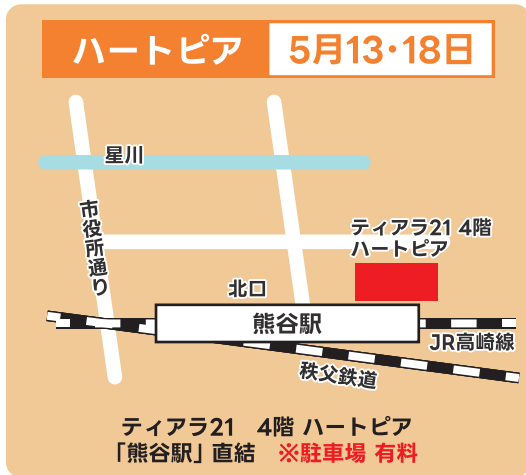 ハートピア
5月13・18日
星川
市役所通り
ティアラ21 4階
ハートピア
北口
熊谷駅
JR高崎線
秩父鉄道
ティアラ21　4階 ハートピア
「熊谷駅」直結　※駐車場 有料